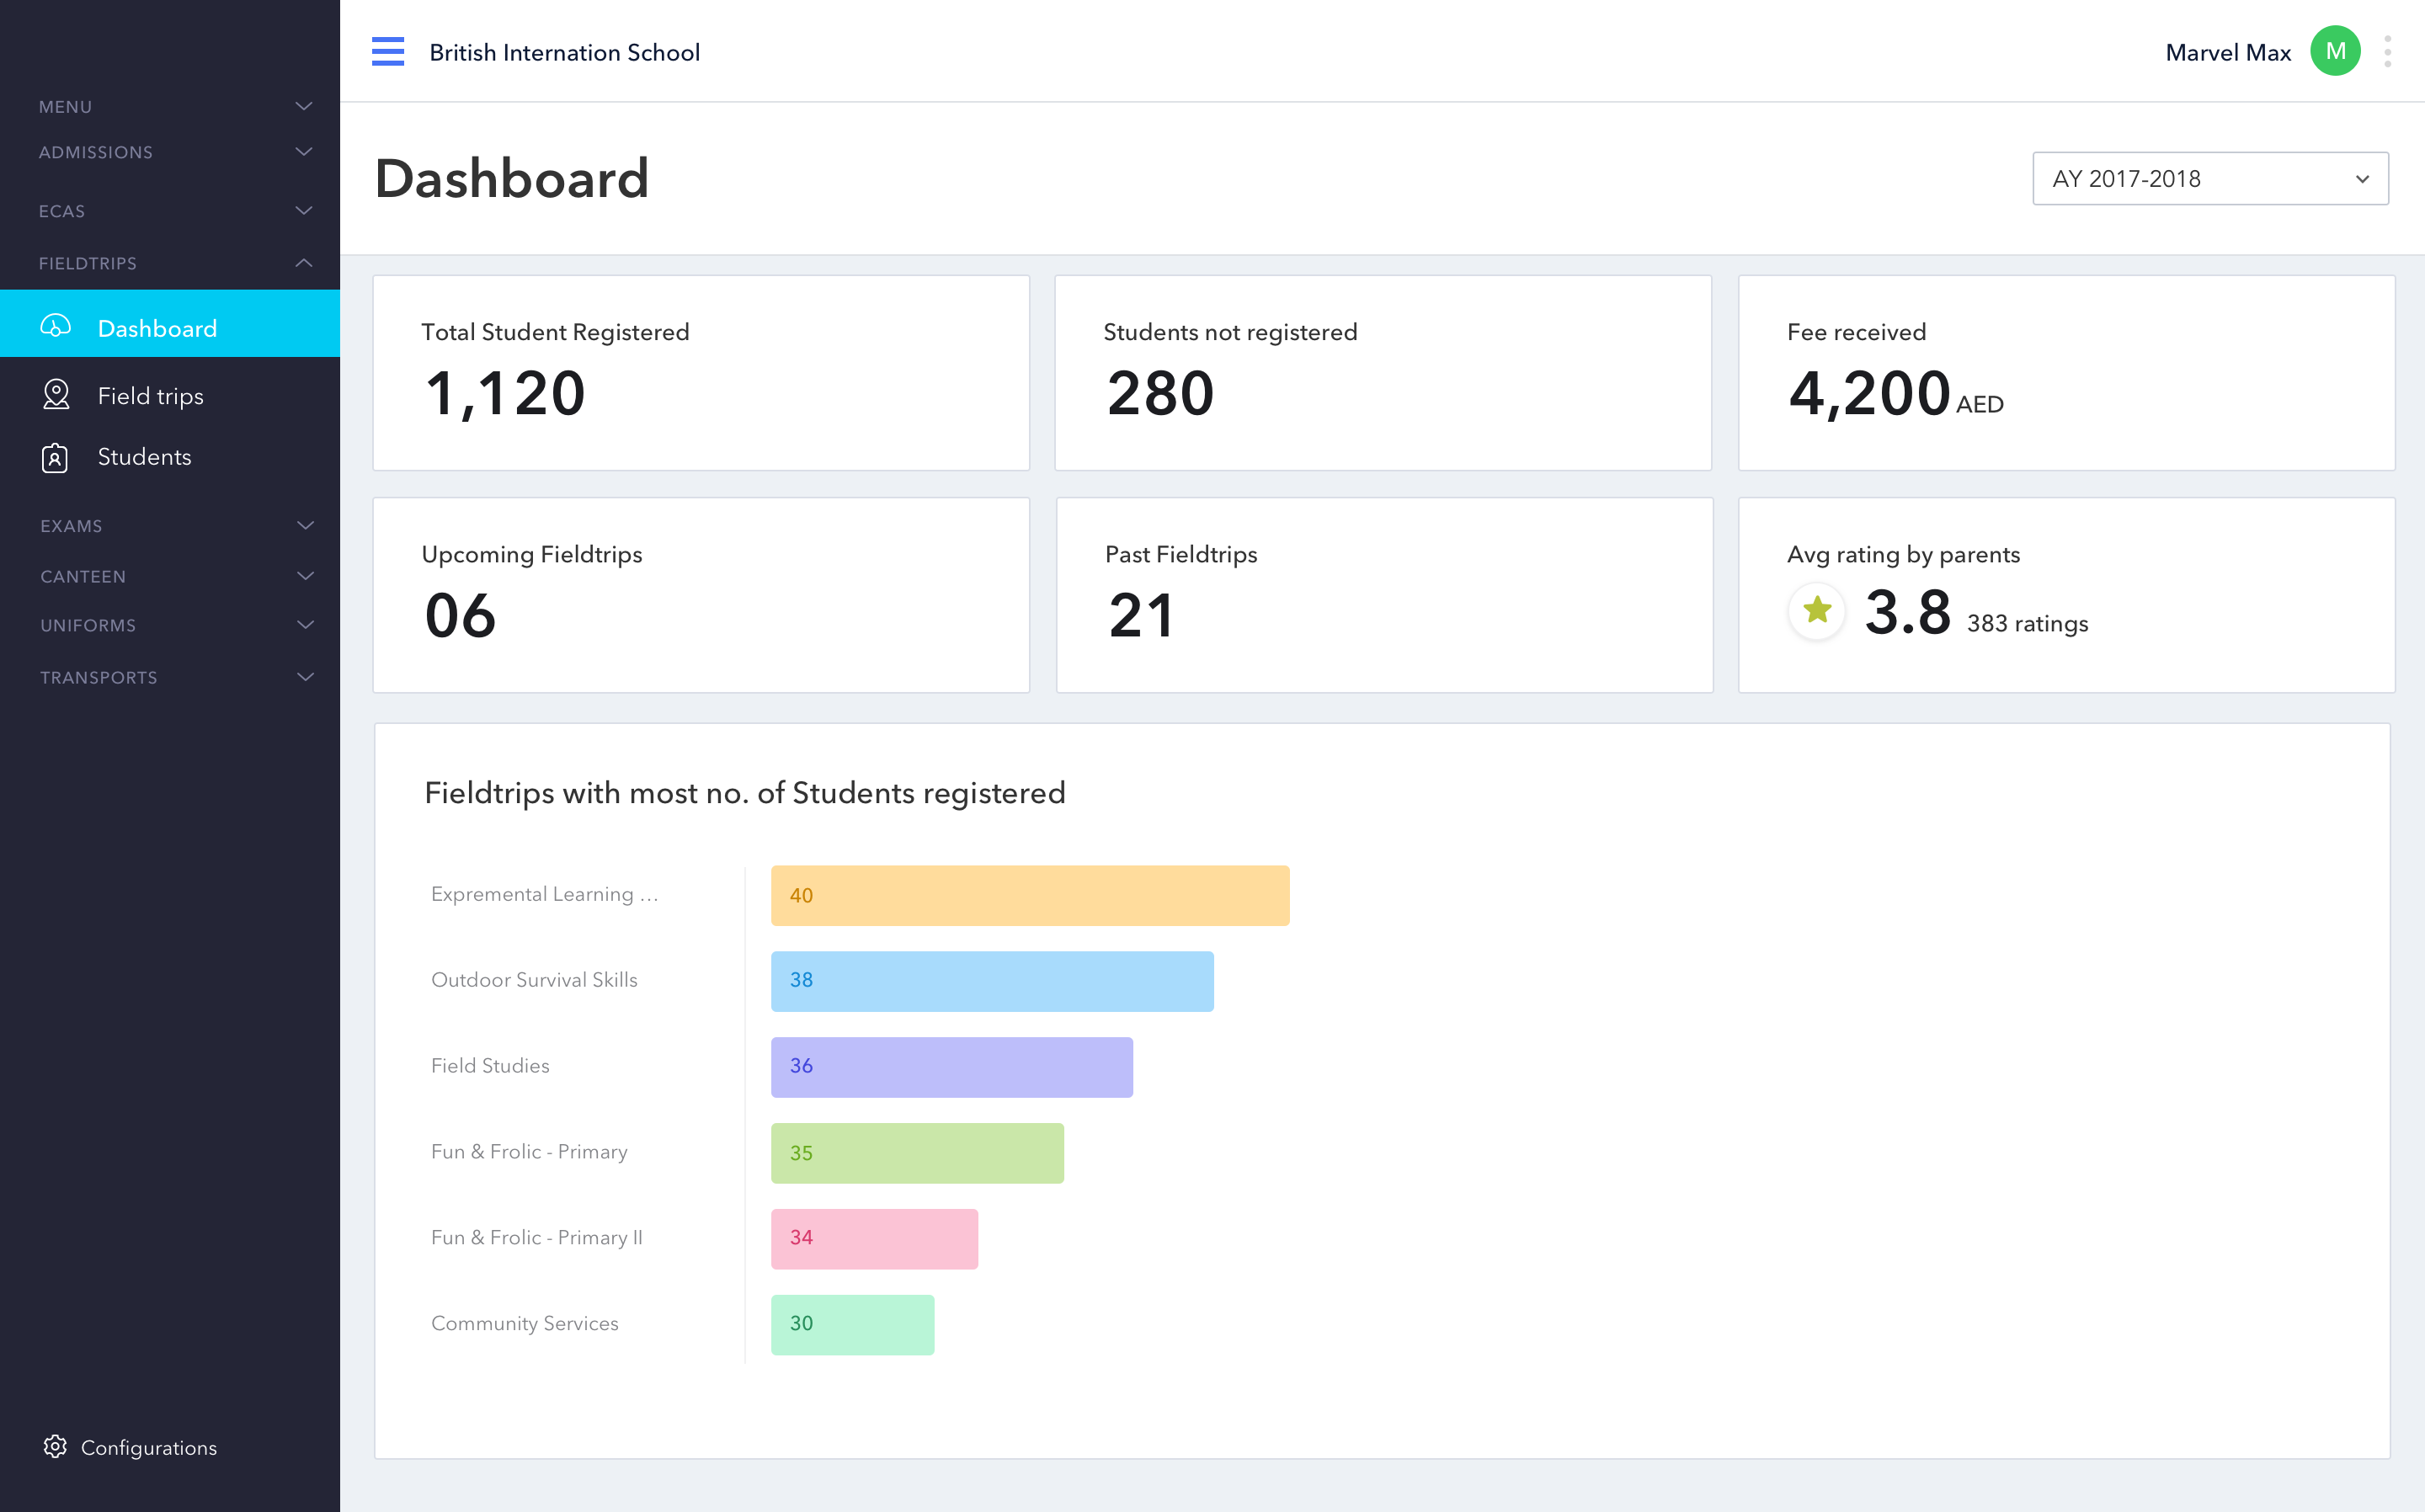 British Internation School
Marvel Max
M
MENU
ADMISSIONS
ECAS
FIELDTRIPS
Dashboard
Field trips
Students
EXAMS
CANTEEN
UNIFORMS
TRANSPORTS
Configurations
Dashboard
AY 2017-2018
Total Student Registered
1,120
Students not registered
280
Fee received
4,200 AED
Upcoming Fieldtrips
06
Past Fieldtrips
21
Avg rating by parents
3.8 383 ratings
Fieldtrips with most no. of Students registered
Expremental Learning ... 40
Outdoor Survival Skills 38
Field Studies 36
Fun & Frolic - Primary 35
Fun & Frolic - Primary II 34
Community Services 30